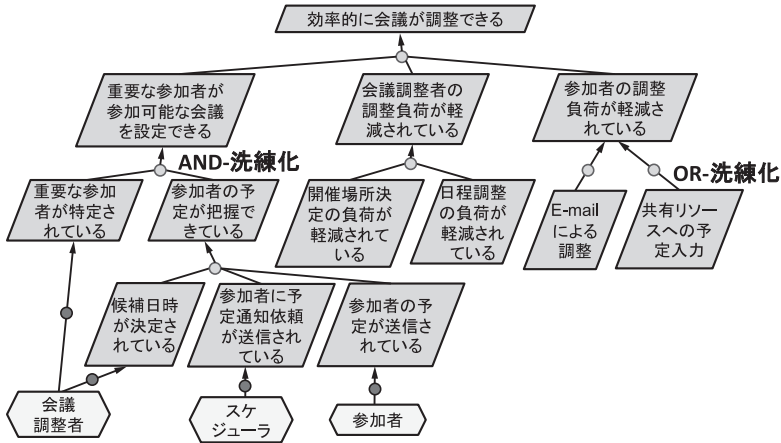 効率的に会議が調整できる
重要な参加者が
参加可能な会議
を設定できる
会議調整者の
調整負荷が軽
減されている
参加者の調整
負荷が軽減さ
れている
AND-洗練化
OR-洗練化
重要な参加
者が特定さ
れている
参加者の予
定が把握で
きている
開催場所決
定の負荷が
軽減されて
いる
日程調整
の負荷が
軽減され
ている
E-mail
による
調整
共有リソー
スへの予
定入力
候補日時
が決定さ
れている
参加者に予
定通知依頼
が送信され
ている
参加者の予
定が送信さ
れている
会議
調整者
スケ
ジューラ
参加者